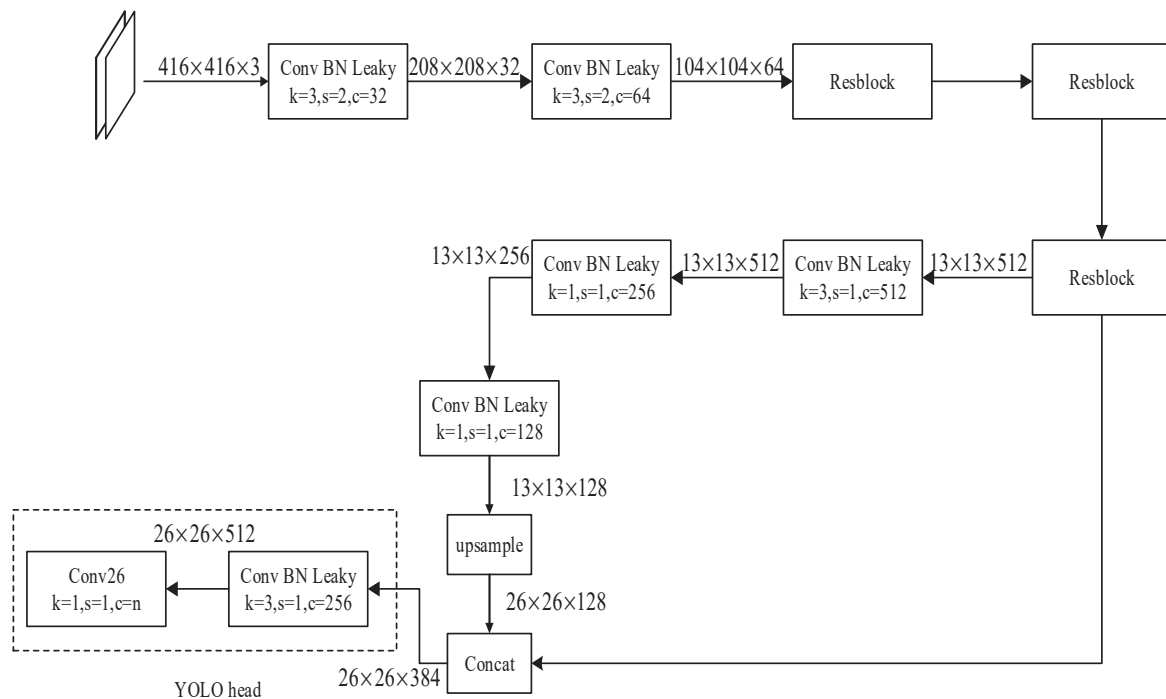 416×416×3
Conv BN Leaky
k=3,s=2,c=32
208×208×32
Conv BN Leaky
k=3,s=2,c=64
104×104×64
Resblock
Resblock
13×13×256
Conv BN Leaky
k=1,s=1,c=256
13×13×512
Conv BN Leaky
k=3,s=1,c=512
13×13×512
Resblock
Conv BN Leaky
k=1,s=1,c=128
13×13×128
upsample
26×26×128
26×26×512
Conv26
k=1,s=1,c=n
Conv BN Leaky
k=3,s=1,c=256
Concat
26×26×384
YOLO head